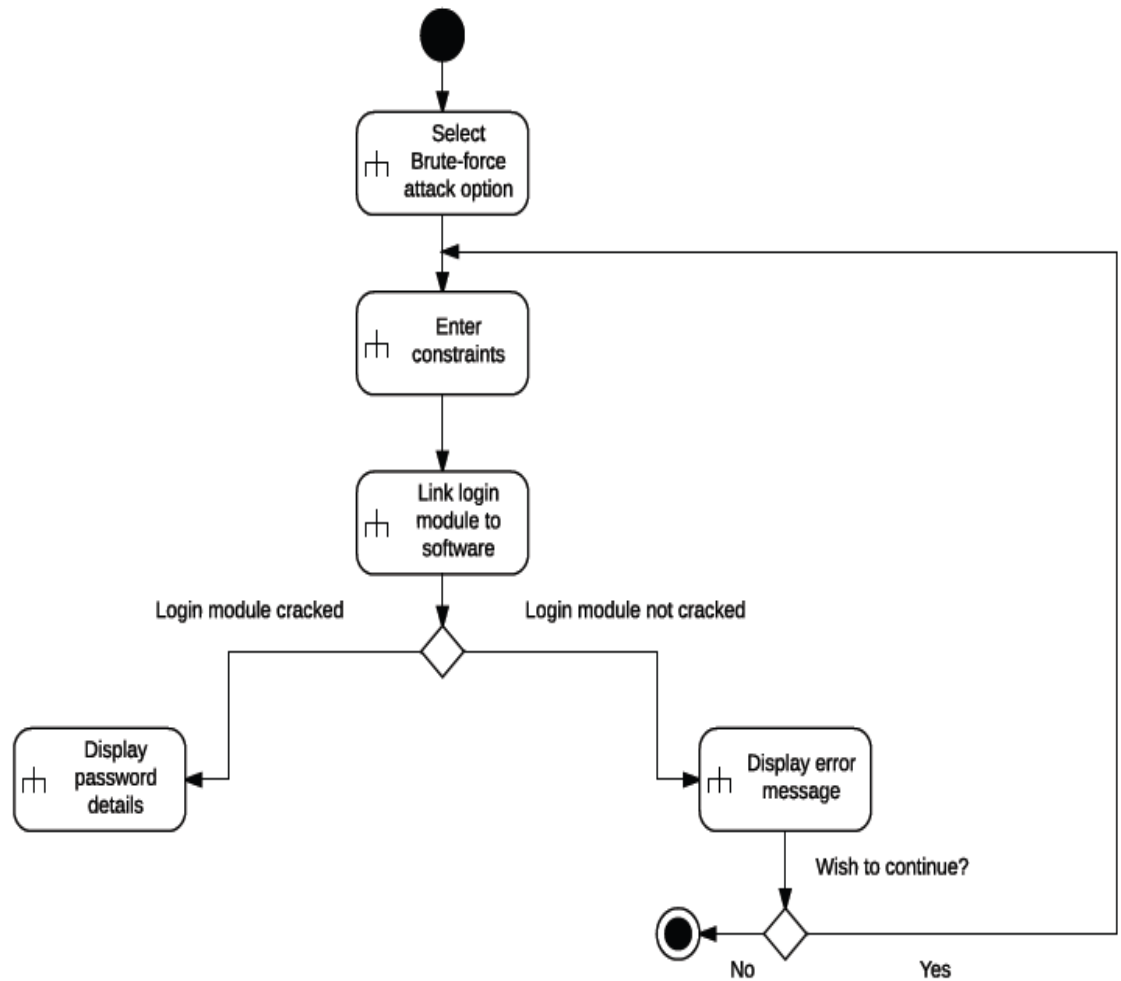 Select
Brute-force
attack option
Enter
constraints
Link login
module to
software
Login module cracked
Login module not cracked
Display
password
details
Display error
message
Wish to continue?
No
Yes